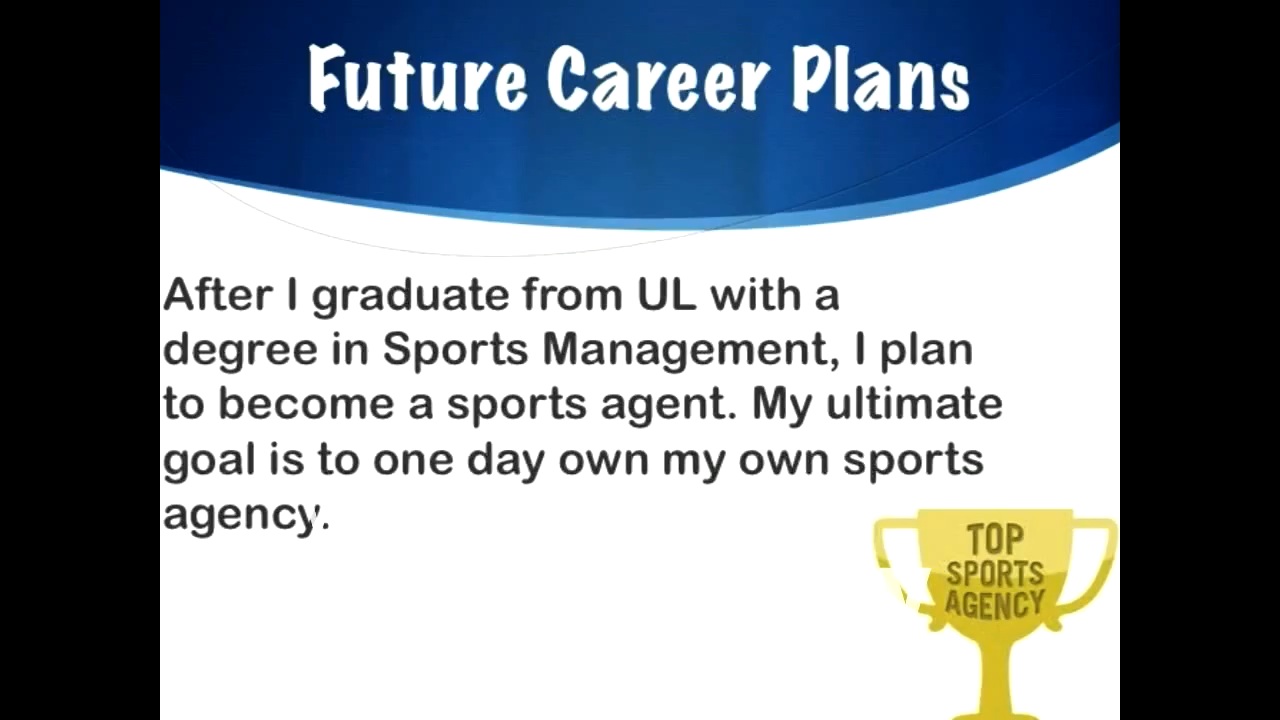 Future Career Plans
After I graduate from UL with a
degree in Sports Management, I plan
to become a sports agent. My ultimate
goal is to one day own my own sports
agency.
TOP
SPORTS
AGENCY